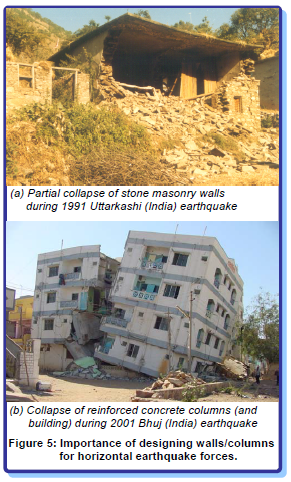 (a) Partial collapse of stone masonry walls
during 1991 Uttarkashi (India) earthquake
(b) Collapse of reinforced concrete columns (and
building) during 2001 Bhuj (India) earthquake
Figure 5: Importance of designing walls/columns
for horizontal earthquake forces.